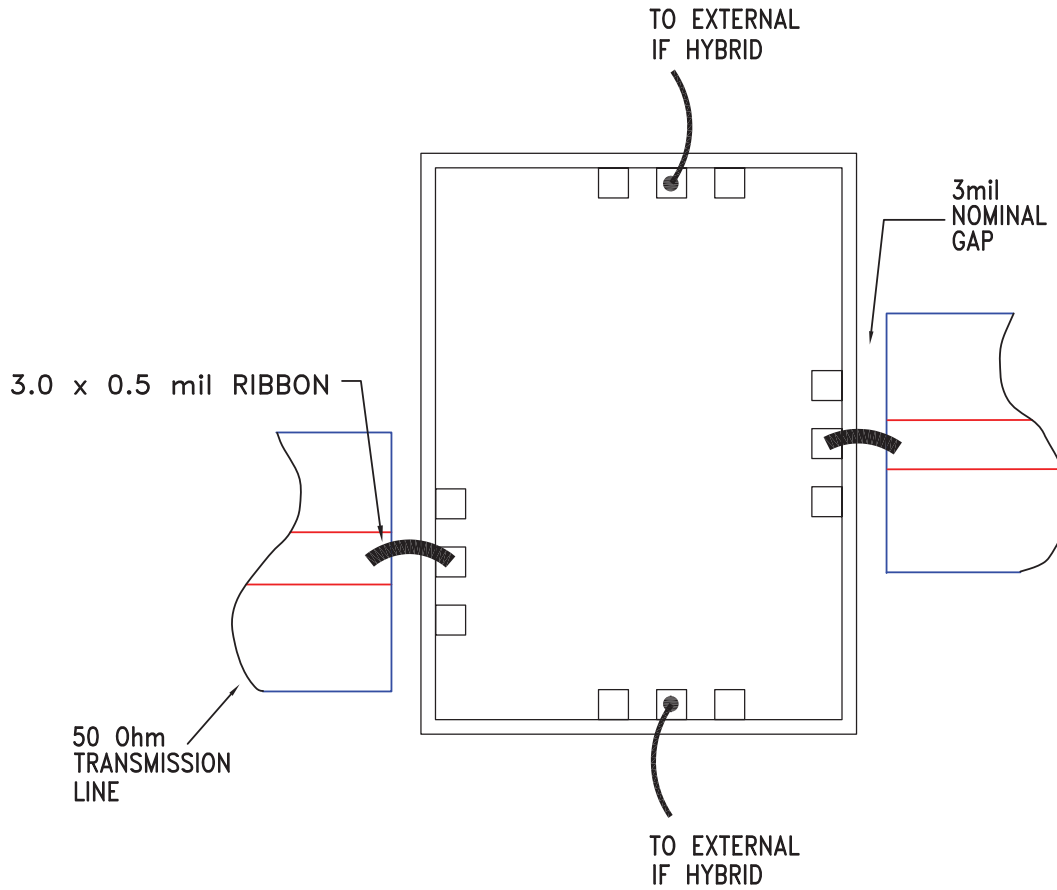 TO EXTERNAL
IF HYBRID
3mil
NOMINAL
GAP
3.0 x 0.5 mil RIBBON
50 Ohm
TRANSMISSION
LINE
TO EXTERNAL
IF HYBRID